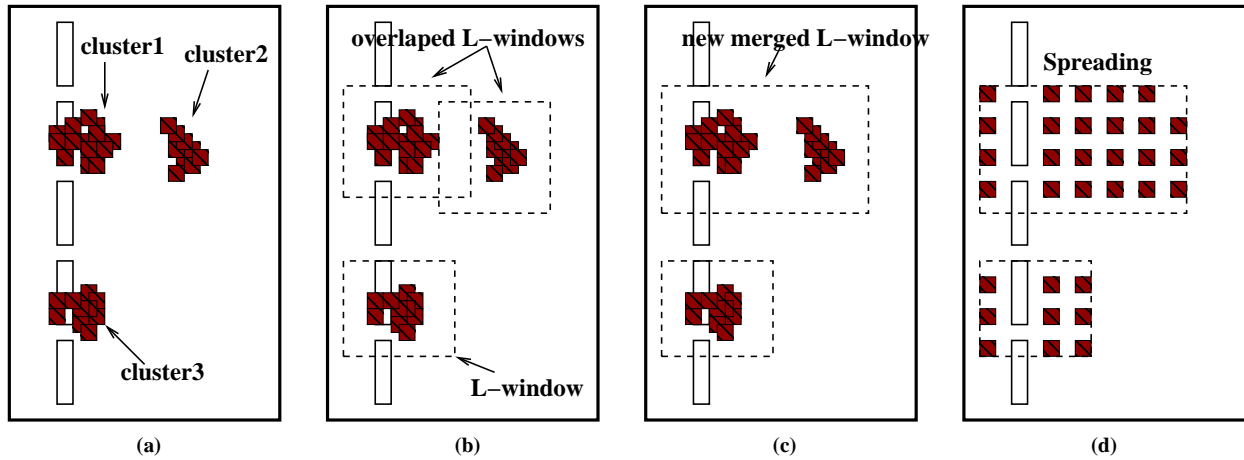 cluster1
cluster2
cluster3
(a)
overlaped L−windows
L−window
(b)
new merged L−window
(c)
Spreading
(d)